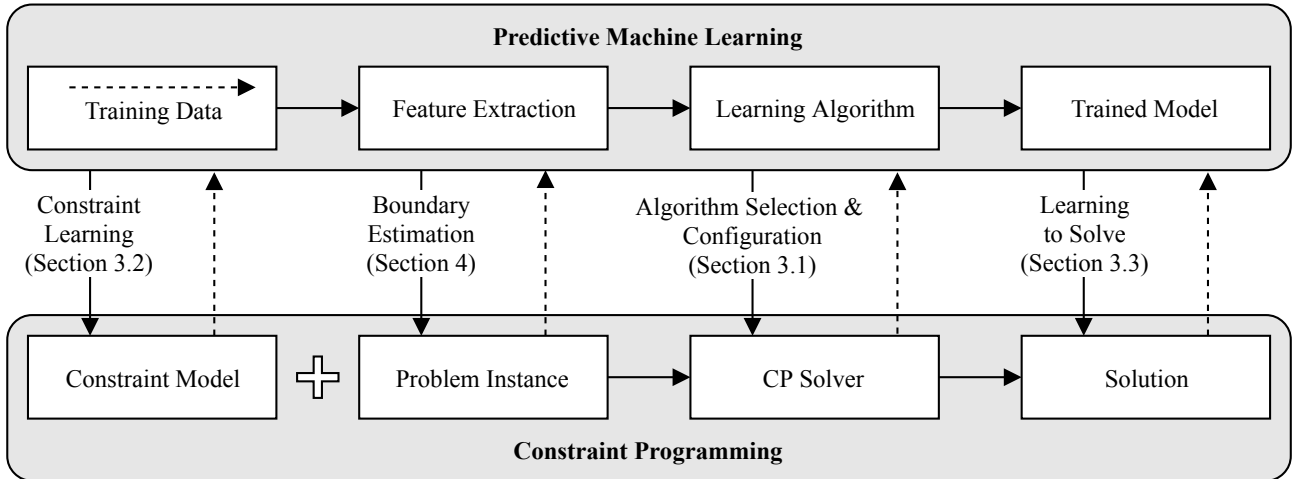 Predictive Machine Learning
Training Data
Feature Extraction
Learning Algorithm
Trained Model
Constraint
Learning
(Section 3.2)
Boundary
Estimation
(Section 4)
Algorithm Selection &
Configuration
(Section 3.1)
Learning
to Solve
(Section 3.3)
Constraint Model
Problem Instance
CP Solver
Solution
Constraint Programming